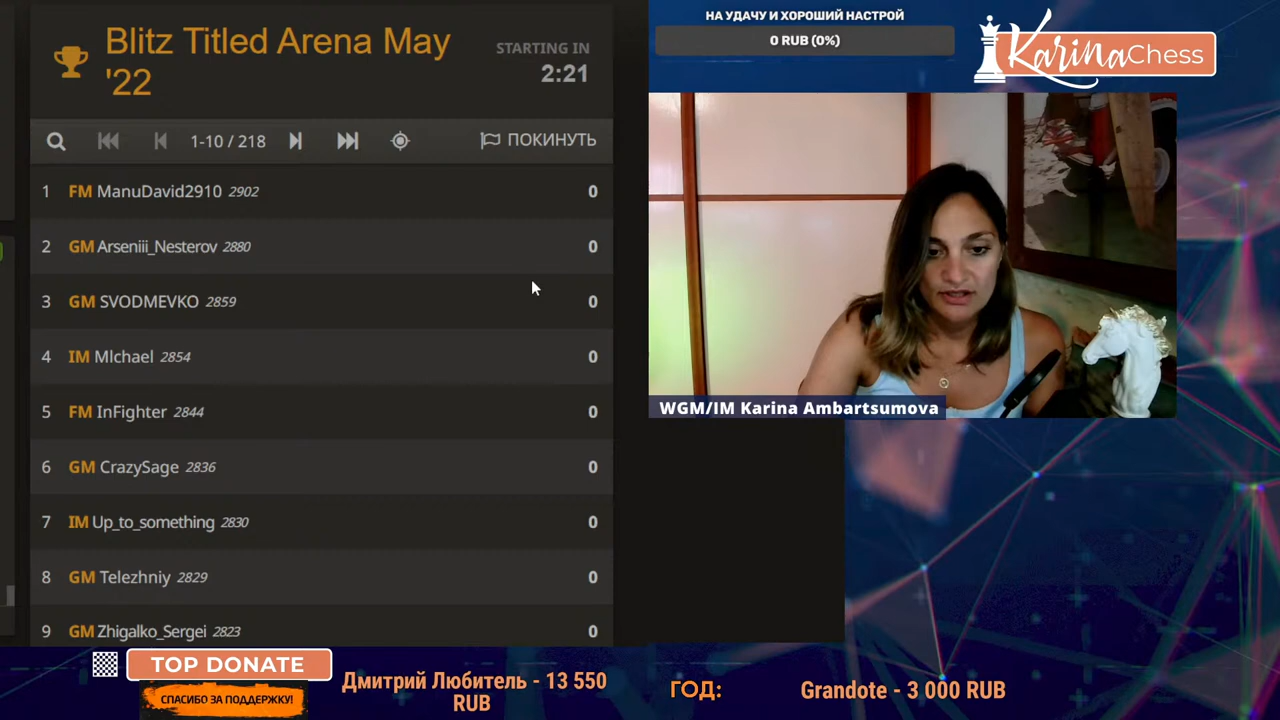 Blitz Titled Arena May
'22
STARTING IN
2:21
1-10 / 218
ПОКИНУТЬ
1 FM ManuDavid2910 2902 0
2 GM Arseniii_Nesterov 2880 0
3 GM SVODMEVKO 2859 0
4 IM Mlchael 2854 0
5 FM InFighter 2844 0
6 GM CrazySage 2836 0
7 IM Up_to_something 2830 0
8 GM Telezhniy 2829 0
9 GM Zhigalko_Sergei 2823 0
НА УДАЧУ И ХОРОШИЙ НАСТРОЙ
0 RUB (0%)
KarinaChess
WGM/IM Karina Ambartsumova
TOP DONATE
СПАСИБО ЗА ПОДДЕРЖКУ!
Дмитрий Любитель - 13 550
RUB
ГОД:
Grandote - 3 000 RUB